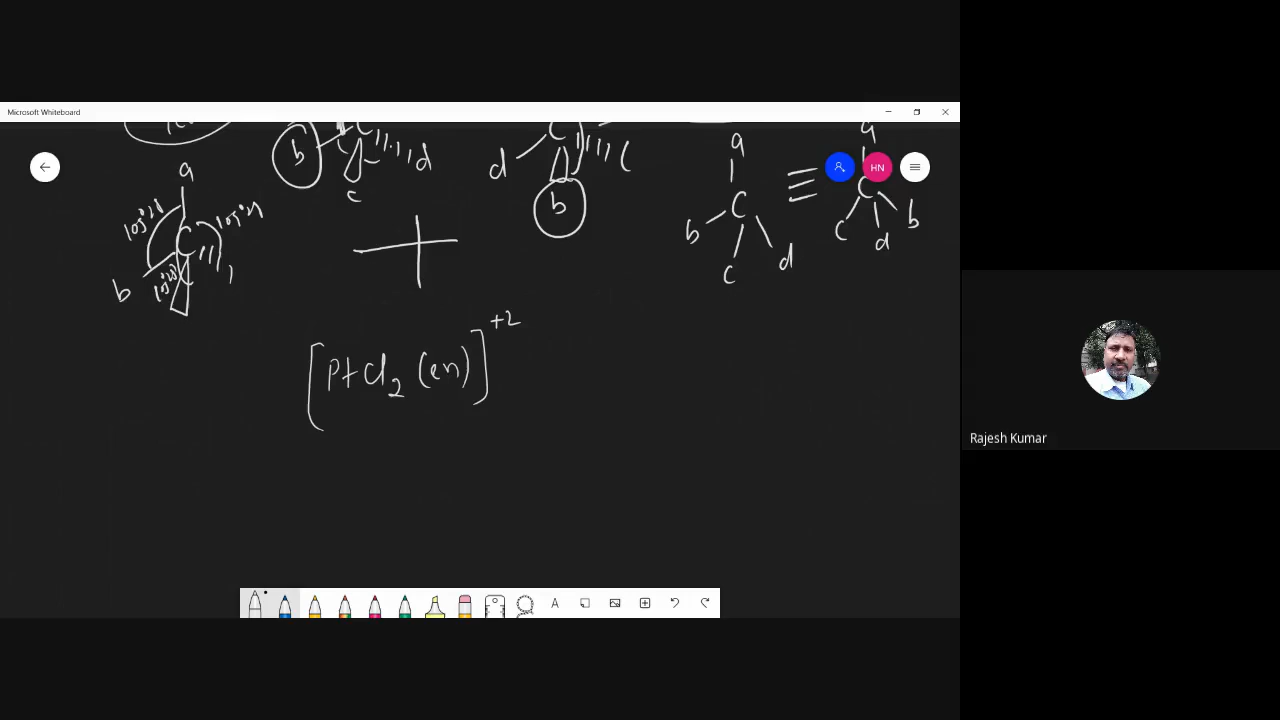 Microsoft Whiteboard
HN
a
109°28
109°28
C
b
109°28
b
C
d
c
d
C
b
a
C
b
c
d
≡
a
C
c
d
b
[PtCl2(en)]+2
Rajesh Kumar
A